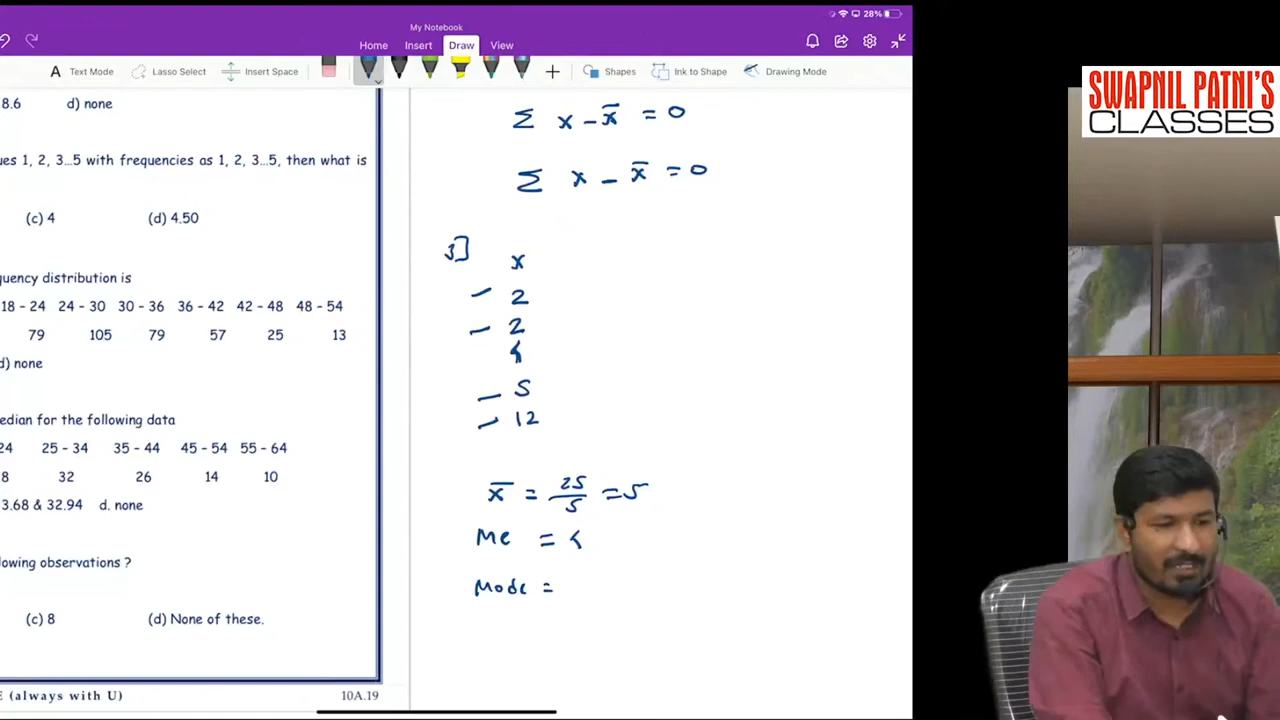 28%
My Notebook
Home Insert Draw View
A Text Mode Lasso Select Insert Space Shapes Ink to Shape Drawing Mode
8.6 d) none
ues 1, 2, 3...5 with frequencies as 1, 2, 3...5, then what is
(c) 4 (d) 4.50
quency distribution is
18 - 24 24 - 30 30 - 36 36 - 42 42 - 48 48 - 54
79 105 79 57 25 13
d) none
edian for the following data
24 25 - 34 35 - 44 45 - 54 55 - 64
8 32 26 14 10
3.68 & 32.94 d. none
lowing observations ?
(c) 8 (d) None of these.
E (always with U) 10A.19
Σ x - x̄ = 0
Σ x - x̄ = 0
3]
x
- 2
- 2
4
- 5
- 12
x̄ = 25/5 = 5
Me = 4
Mode =
SWAPNIL PATNI'S
CLASSES